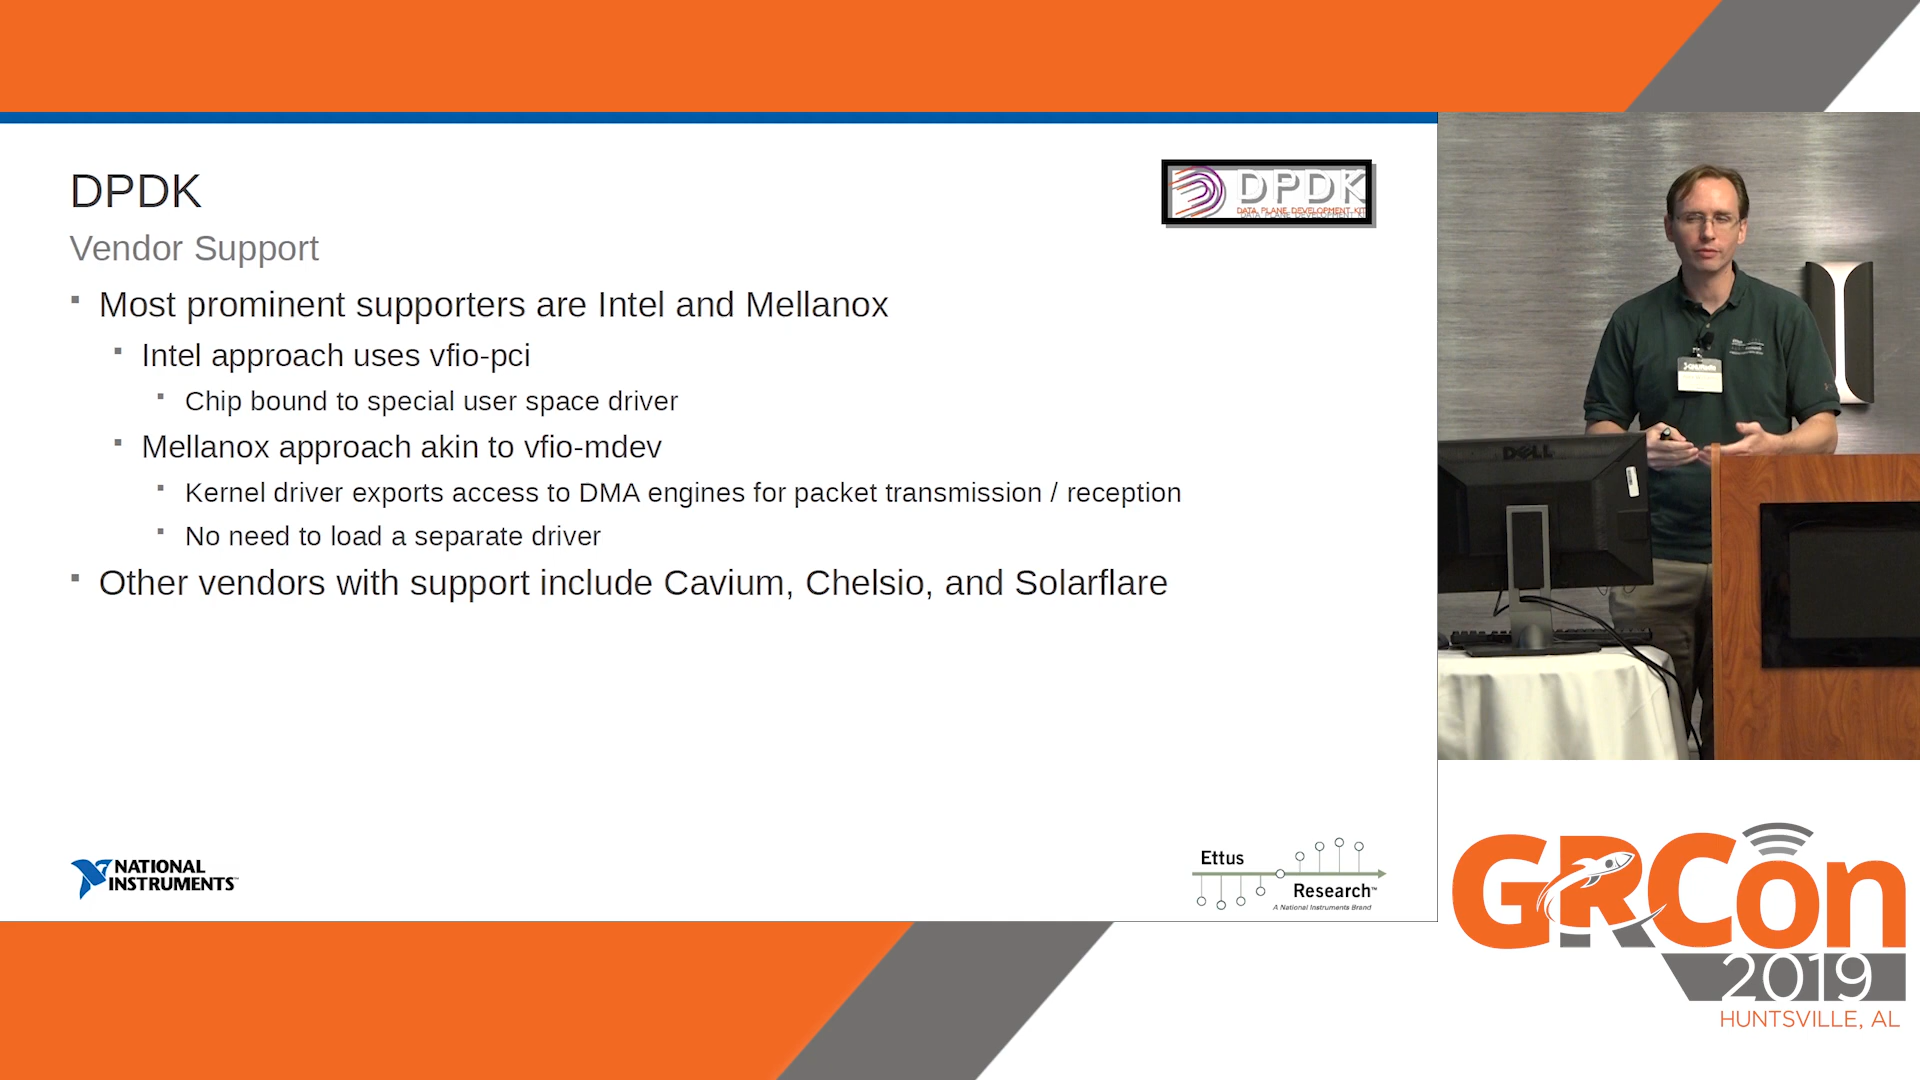 DPDK
Vendor Support
DPDK
DATA PLANE DEVELOPMENT KIT
Most prominent supporters are Intel and Mellanox
Intel approach uses vfio-pci
Chip bound to special user space driver
Mellanox approach akin to vfio-mdev
Kernel driver exports access to DMA engines for packet transmission / reception
No need to load a separate driver
Other vendors with support include Cavium, Chelsio, and Solarflare
NATIONAL
INSTRUMENTS™
Ettus
Research™
A National Instruments Brand
DELL
GRCon
2019
HUNTSVILLE, AL